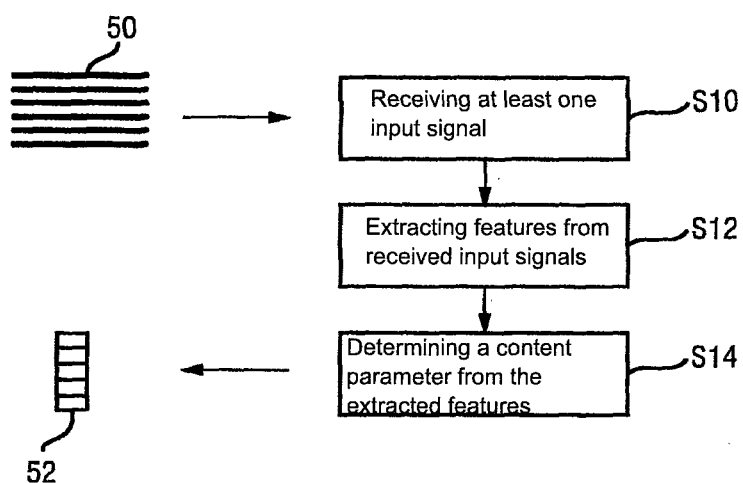 50
Receiving at least one
input signal
S10
Extracting features from
received input signals
S12
Determining a content
parameter from the
extracted features
S14
52